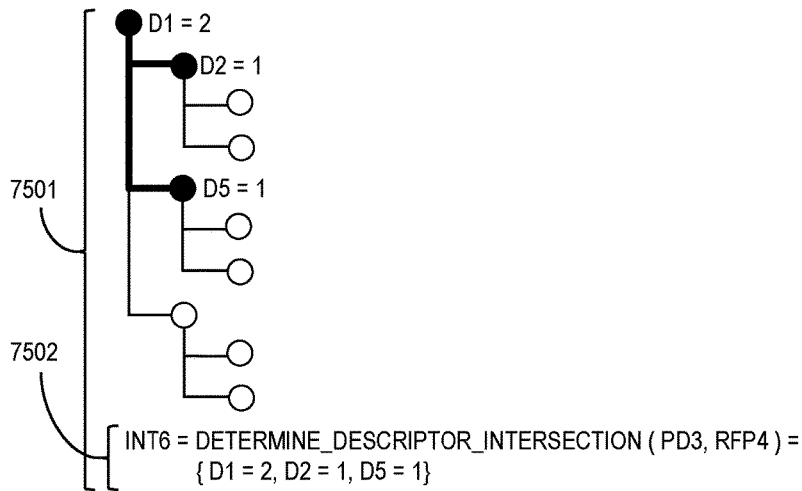 D1 = 2
D2 = 1
7501
D5 = 1
7502
INT6 = DETERMINE_DESCRIPTOR_INTERSECTION ( PD3, RFP4 ) =
{ D1 = 2, D2 = 1, D5 = 1}